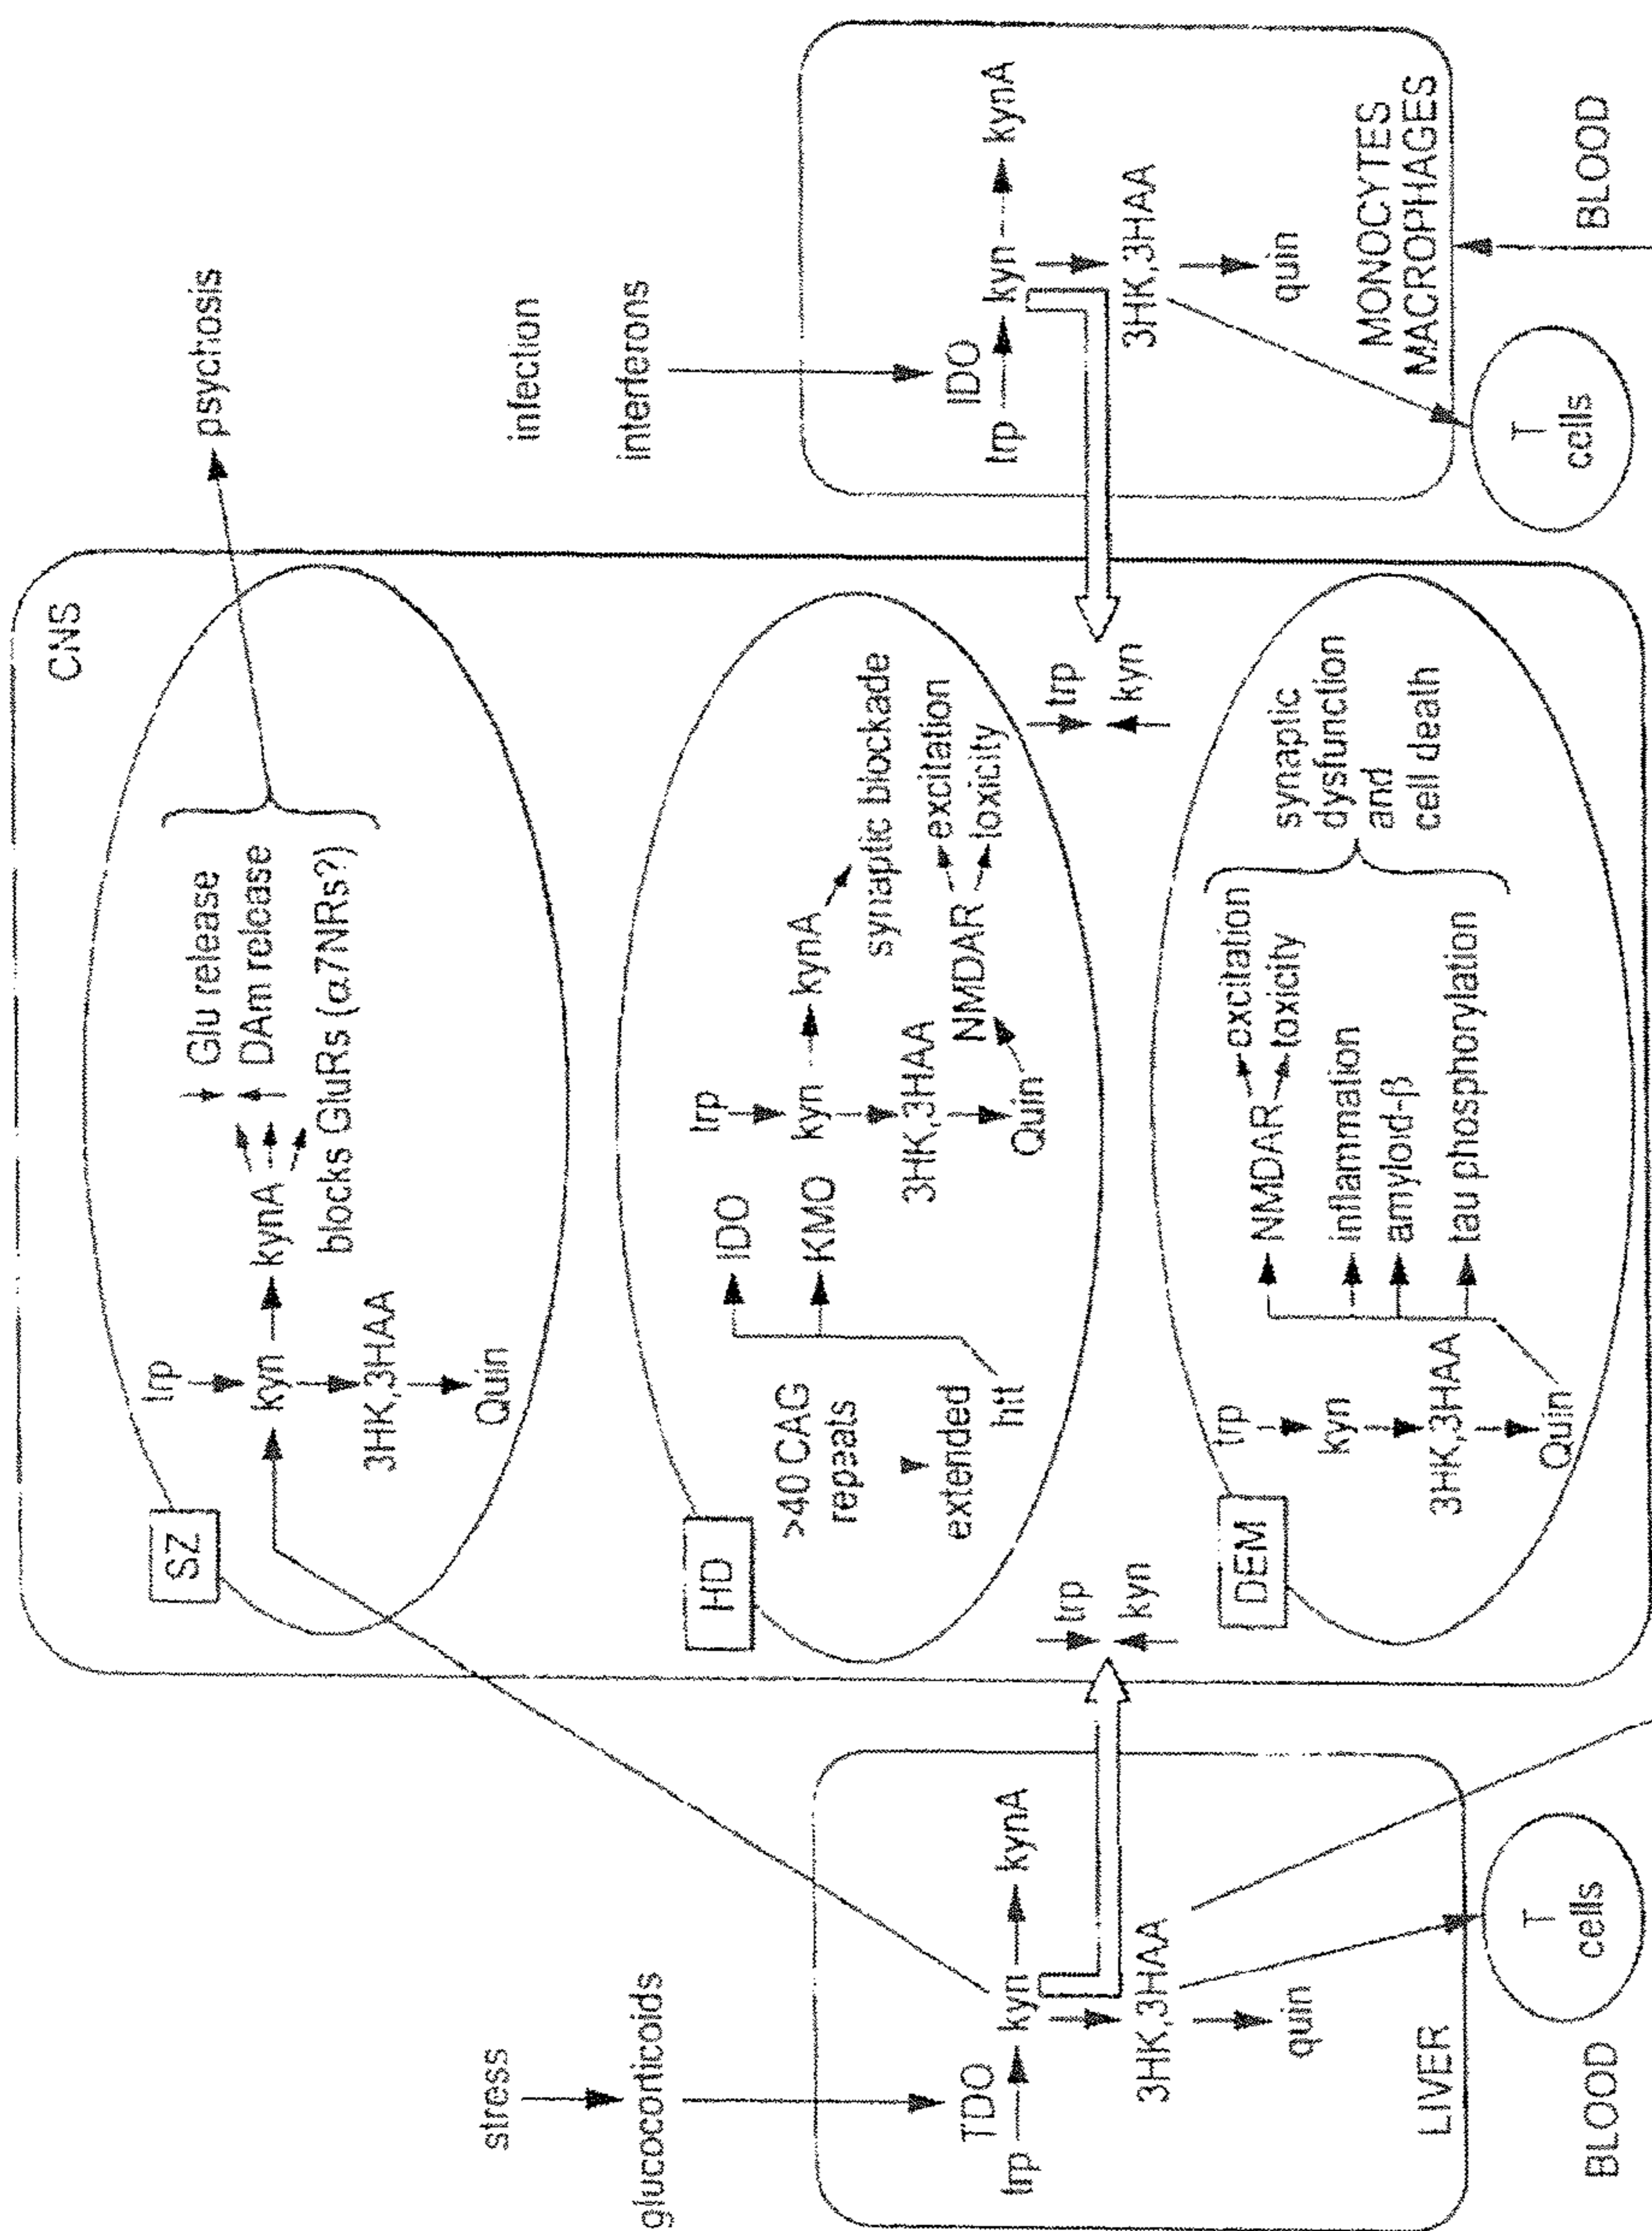 CNS
SZ
trp
kyn
3HK,3HAA
Quin
kynA
Glu release
DAm release
blocks GluRs (α7NRs?)
psychosis
HD
>40 CAG
repeats
extended
htt
IDO
KMO
trp
kyn
3HK,3HAA
Quin
kynA
synaptic blockade
NMDAR
excitation
toxicity
DEM
trp
kyn
3HK,3HAA
Quin
NMDAR
excitation
toxicity
inflammation
amyloid-β
tau phosphorylation
synaptic
dysfunction
and
cell death
trp
kyn
trp
kyn
stress
glucocorticoids
TDO
trp
kyn
kynA
3HK,3HAA
quin
LIVER
T
cells
BLOOD
infection
interferons
IDO
trp
kyn
kynA
3HK,3HAA
quin
MONOCYTES
MACROPHAGES
T
cells
BLOOD